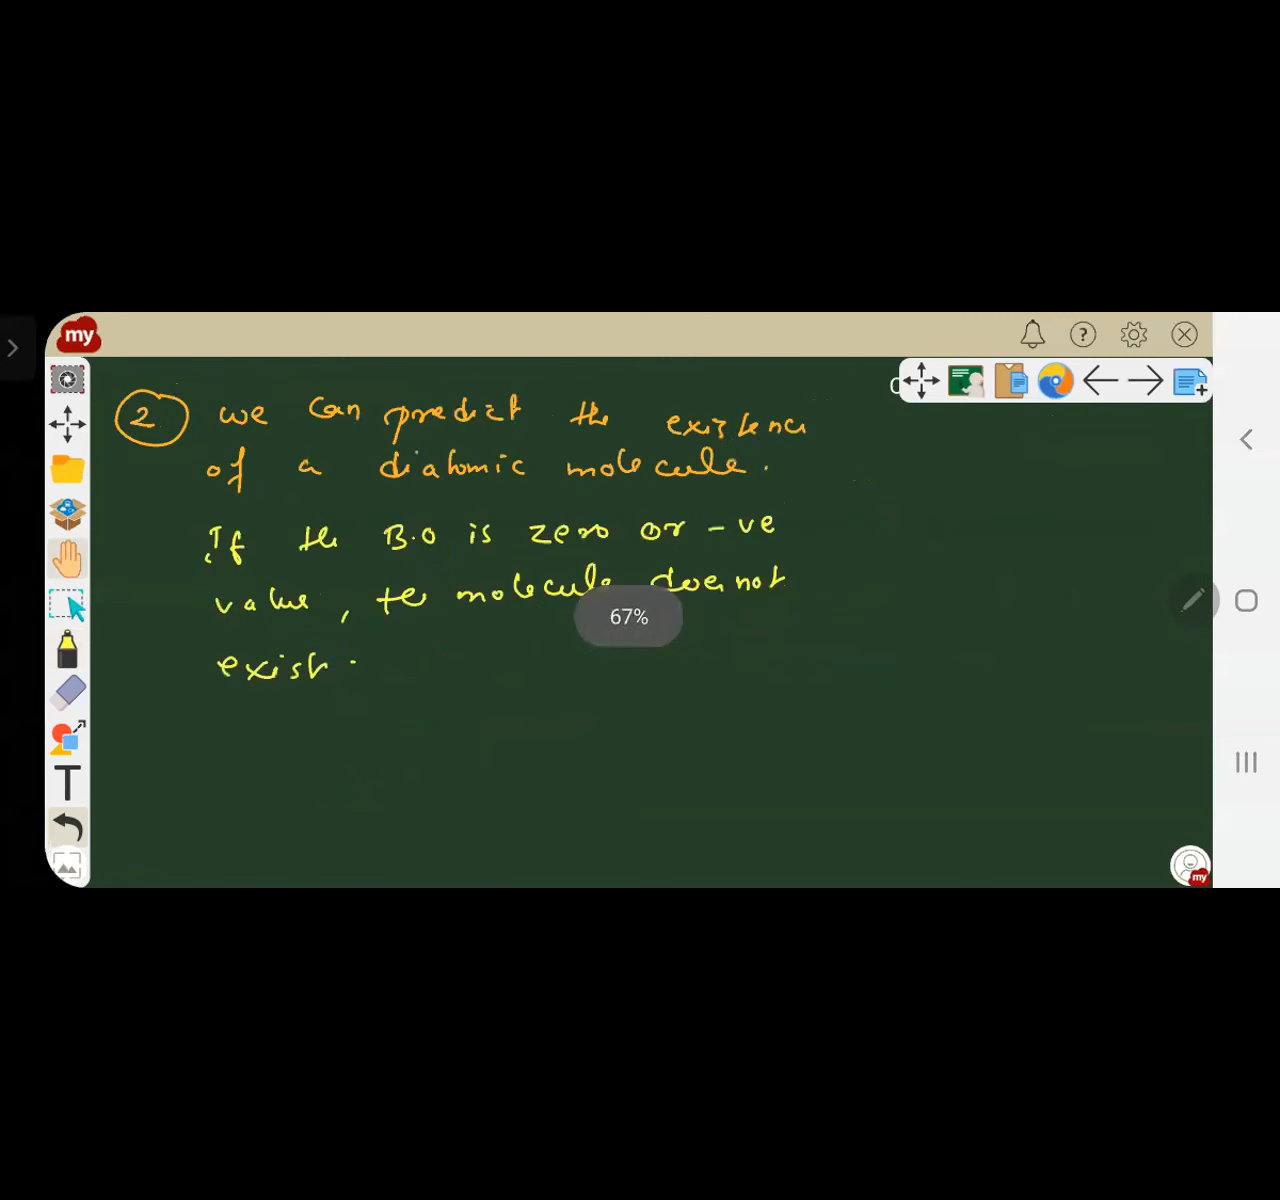 my
2 we can predict the existence
of a diatomic molecule.
If the B.O is zero or -ve
value, the molecule does not
67%
exist.
my